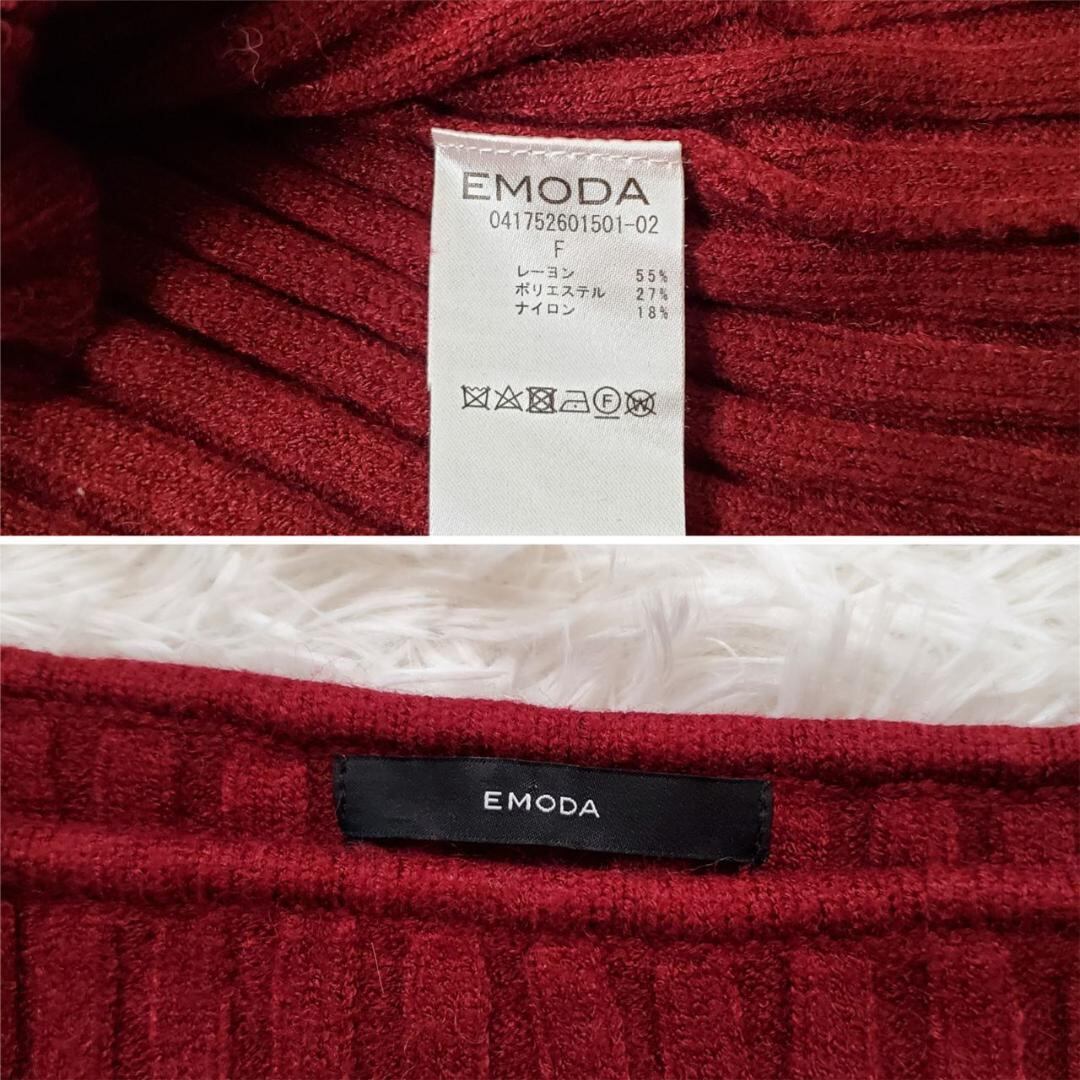 EMODA
041752601501-02
F
レーヨン 55%
ポリエステル 27%
ナイロン 18%
F W
EMODA